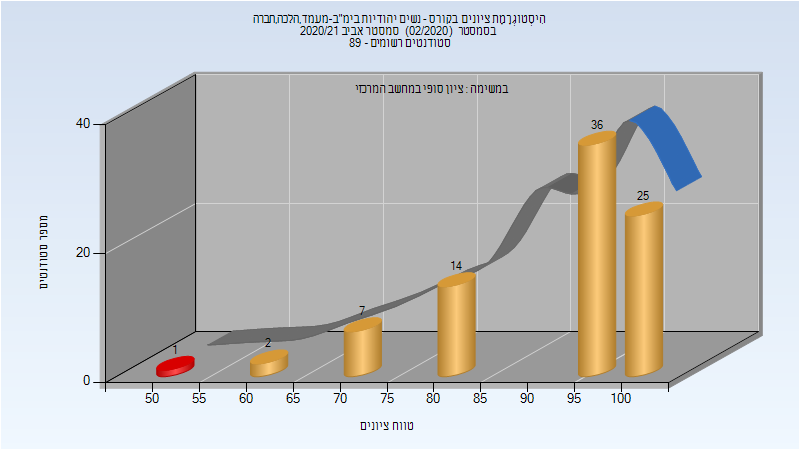 היסטוגרמת ציונים בקורס - נשים יהודיות בימ"ב-מעמד,הלכה,חברה
בסמסטר (02/2020) סמסטר אביב 2020/21
סטודנטים רשומים - 89
במשימה : ציון סופי במחשב המרכזי
מספר סטודנטים
40
20
0
1
2
7
14
36
25
50 55 60 65 70 75 80 85 90 95 100
טווח ציונים